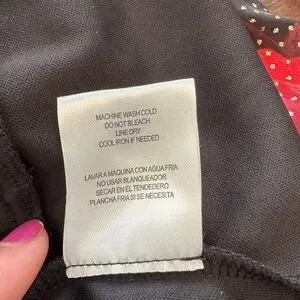 MACHINE WASH COLD
DO NOT BLEACH
LINE DRY
COOL IRON IF NEEDED
LAVAR A MAQUINA CON AGUA FRIA
NO USAR BLANQUEADOR
SECAR EN EL TENDEDERO
PLANCHA FRIA SI SE NECESITA